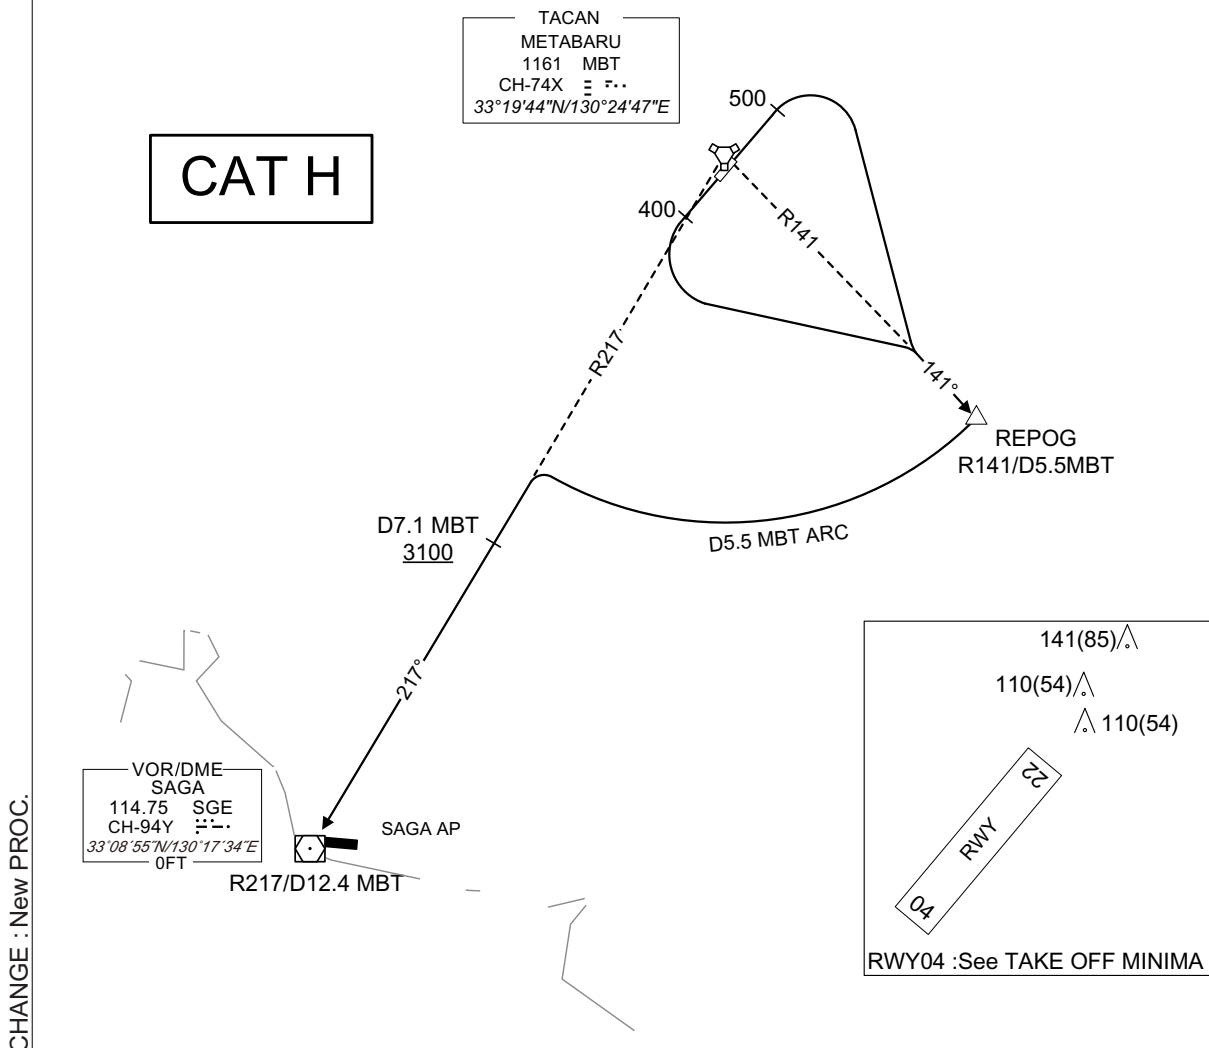 TACAN
METABARU
1161 MBT
CH-74X
33°19'44"N/130°24'47"E
CAT H
500
400
R141
R217
141°
REPOG
R141/D5.5MBT
D7.1 MBT
3100
D5.5 MBT ARC
217°
VOR/DME
SAGA
114.75 SGE
CH-94Y
33°08'55"N/130°17'34"E
0FT
SAGA AP
R217/D12.4 MBT
141(85)
110(54)
110(54)
22
RWY
04
RWY04 :See TAKE OFF MINIMA
CHANGE : New PROC.